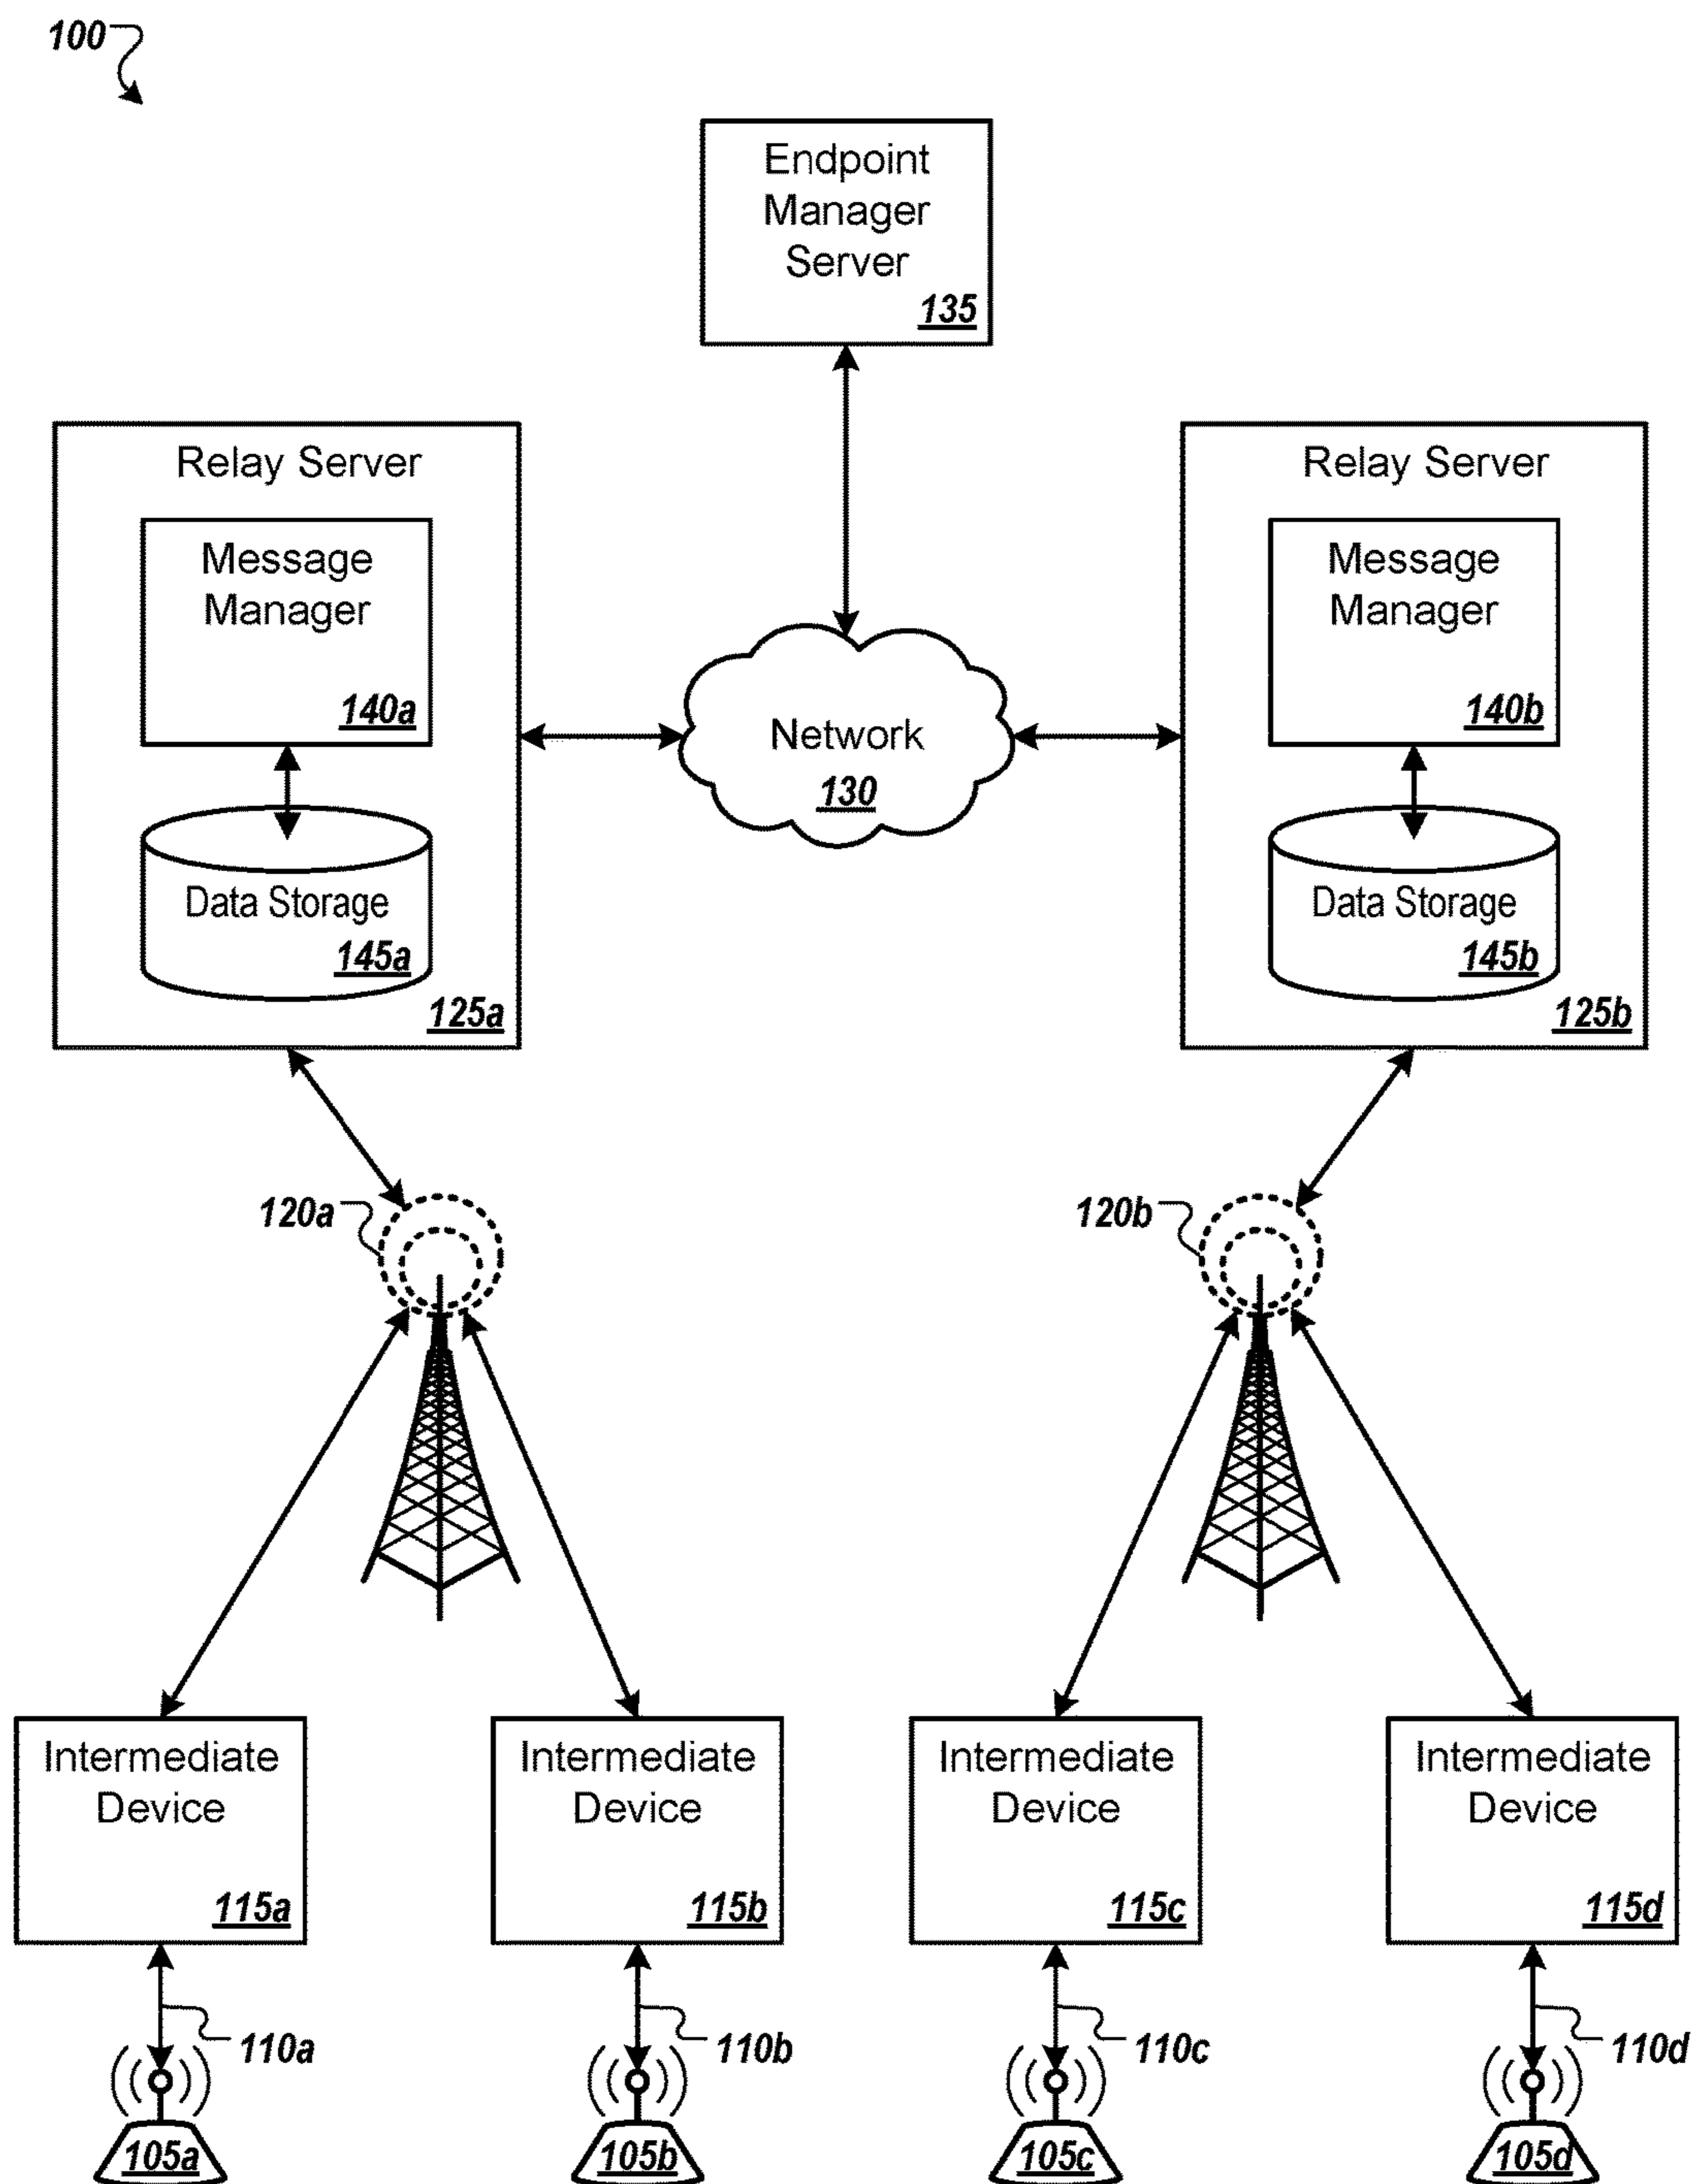 100
Endpoint
Manager
Server
135
Relay Server
Message
Manager
140a
Data Storage
145a
125a
Network
130
Relay Server
Message
Manager
140b
Data Storage
145b
125b
120a
120b
Intermediate
Device
115a
Intermediate
Device
115b
Intermediate
Device
115c
Intermediate
Device
115d
110a
110b
110c
110d
105a
105b
105c
105d